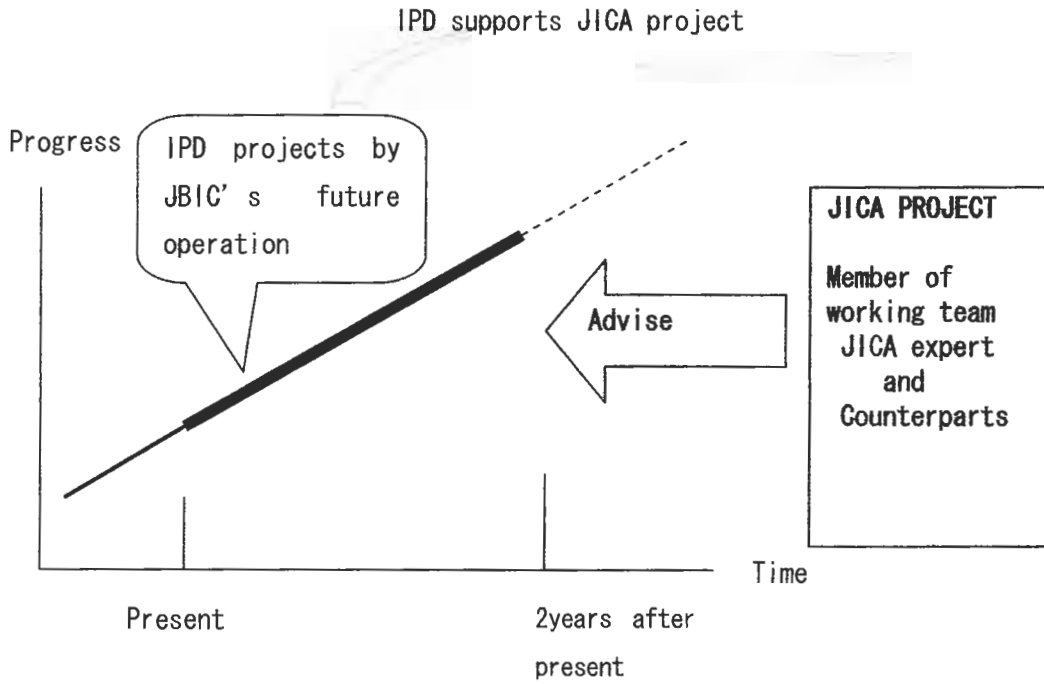 IPD supports JICA project
Progress
IPD projects by
JBIC's future
operation
JICA PROJECT
Member of
working team
JICA expert
and
Counterparts
Advise
Time
Present
2years after
present